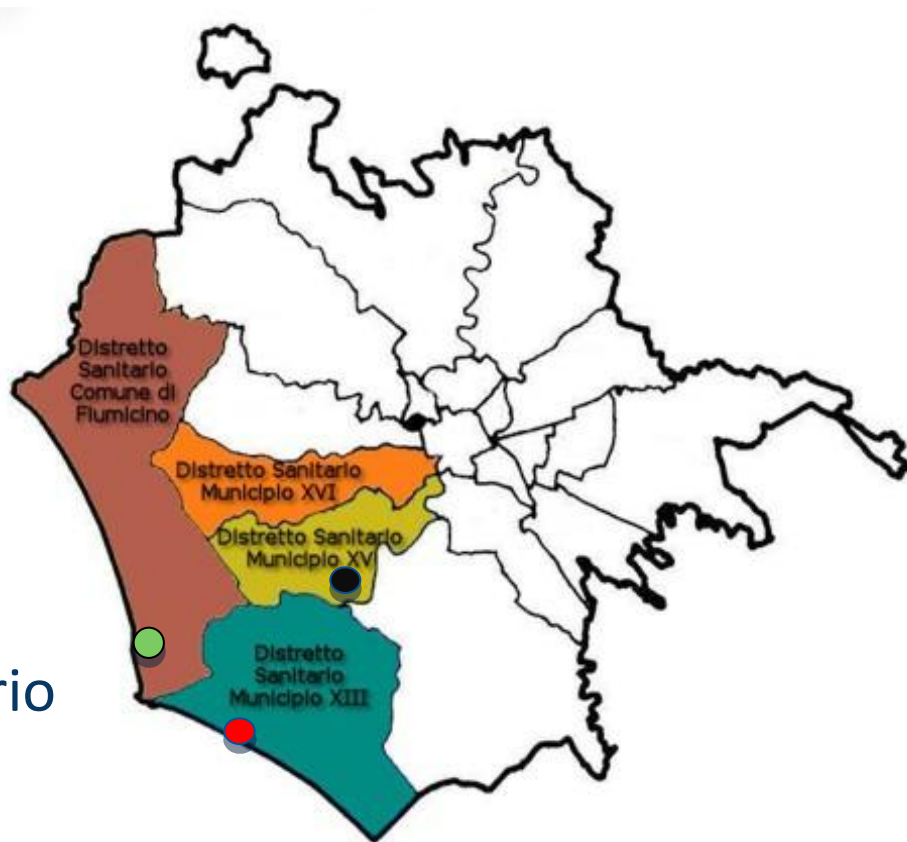 Distretto
Sanitario
Comune di
Fiumicino
Distretto Sanitario
Municipio XVI
Distretto Sanitario
Municipio XV
Distretto
Sanitario
Municipio XIII
rio